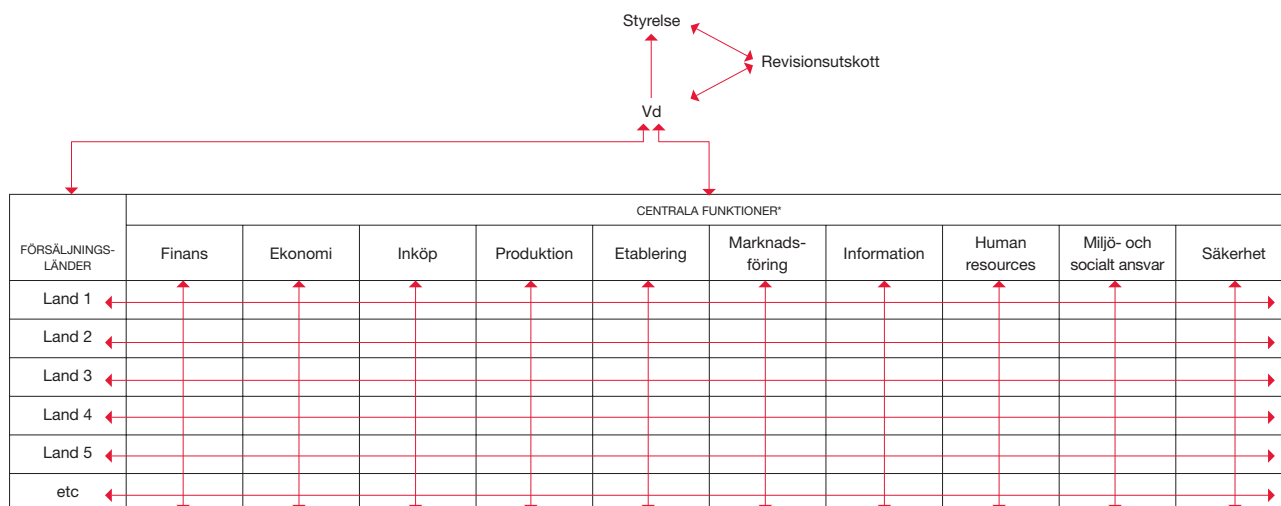 Styrelse
Revisionsutskott
Vd
CENTRALA FUNKTIONER*
FÖRSÄLJNINGS-
LÄNDER
Finans
Ekonomi
Inköp
Produktion
Etablering
Marknads-
föring
Information
Human
resources
Miljö- och
socialt ansvar
Säkerhet
Land 1
Land 2
Land 3
Land 4
Land 5
etc